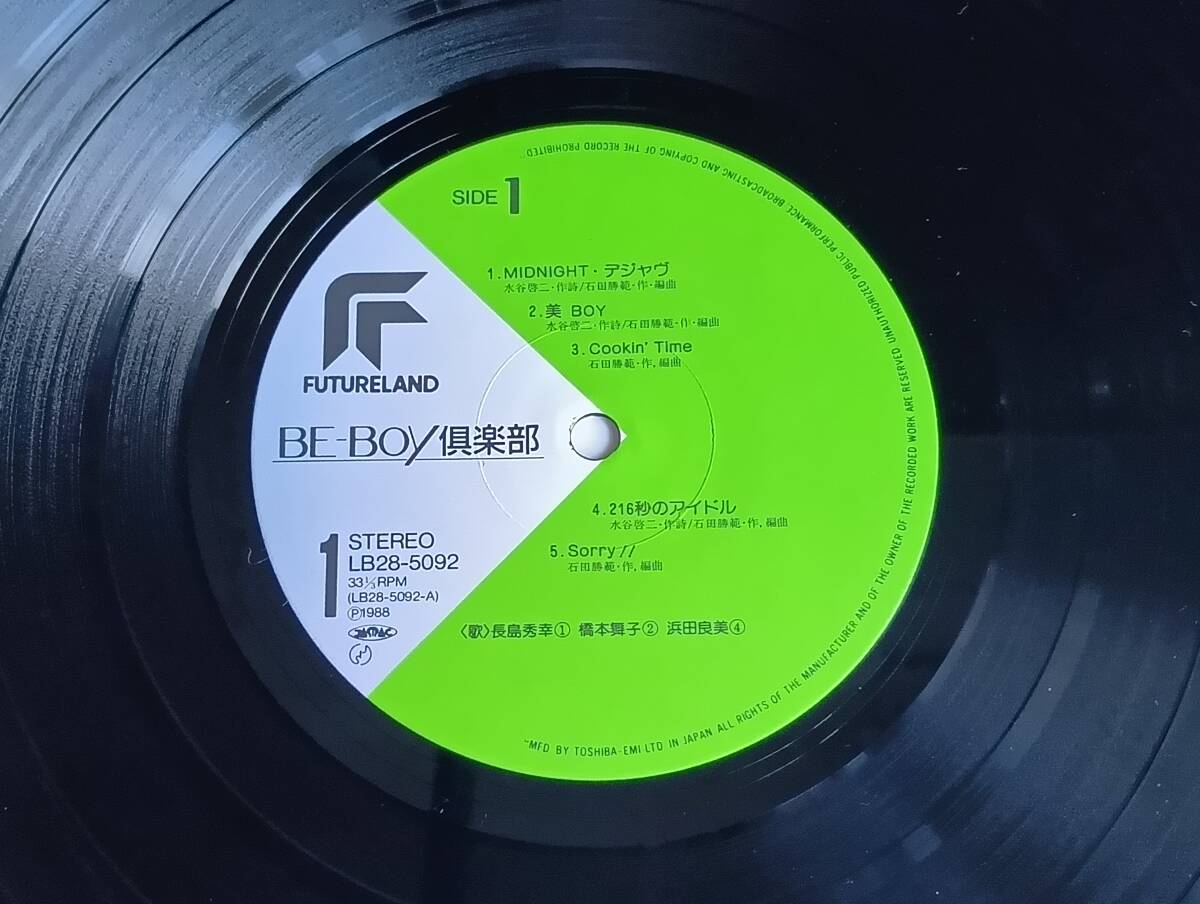 SIDE 1
1.MIDNIGHT・デジャヴ
水谷啓二・作詩/石田勝範・作・編曲
2.美 BOY
水谷啓二・作詩/石田勝範・作・編曲
3.Cookin' Time
石田勝範・作,編曲
FUTURELAND
BE-BOY倶楽部
4.216秒のアイドル
水谷啓二・作詩/石田勝範・作,編曲
5.Sorry//
石田勝範・作,編曲
1
STEREO
LB28-5092
33⅓RPM
(LB28-5092-A)
Ⓟ1988
〈歌〉長島秀幸① 橋本舞子② 浜田良美④
"MFD BY TOSHIBA-EMI LTD IN JAPAN ALL RIGHTS OF THE MANUFACTURER AND OF THE OWNER OF THE RECORDED WORK ARE RESERVED UNAUTHORIZED PUBLIC PERFORMANCE BROADCASTING AND COPYING OF THE RECORD PROHIBITED"